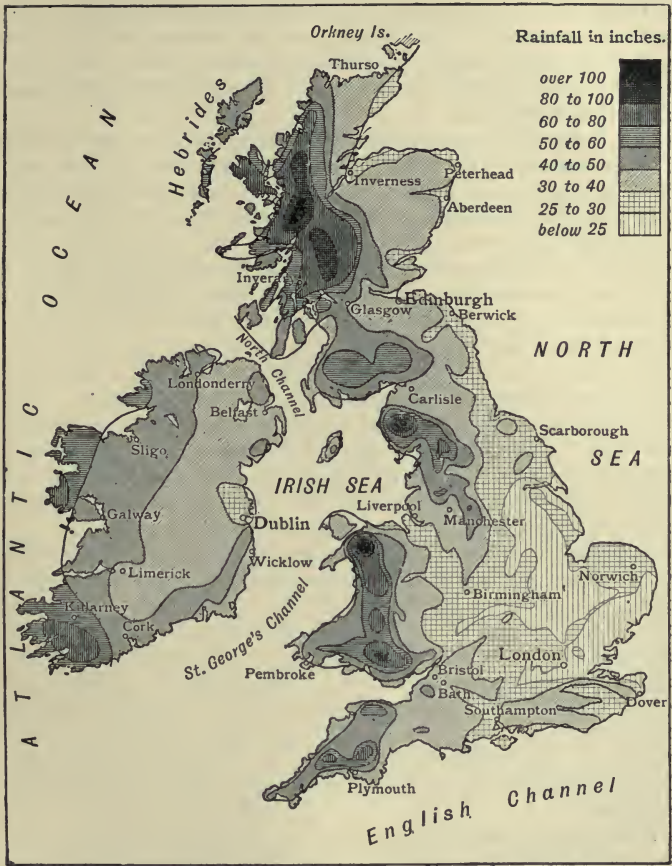 Orkney Is.
Thurso
Rainfall in inches.
over 100
80 to 100
60 to 80
50 to 60
40 to 50
30 to 40
25 to 30
below 25
Hebrides
Inverness
Peterhead
Aberdeen
ATLANTIC OCEAN
Invera
Glasgow
Edinburgh
Berwick
NORTH
SEA
North Channel
Londonderry
Belfast
Carlisle
Sligo
Scarborough
IRISH SEA
Galway
Dublin
Liverpool
Manchester
Limerick
Wicklow
Norwich
Birmingham
Killarney
Cork
St. George's Channel
London
Pembroke
Bristol
Bath
Southampton
Dover
Plymouth
English Channel